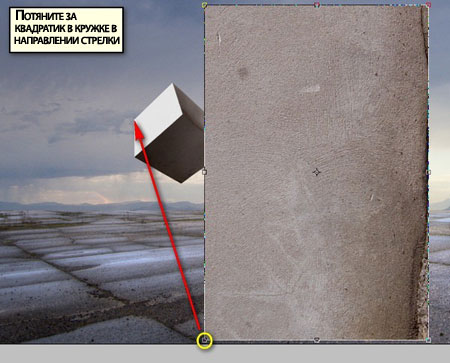 Потяните за
квадратик в кружке в
направлении стрелки